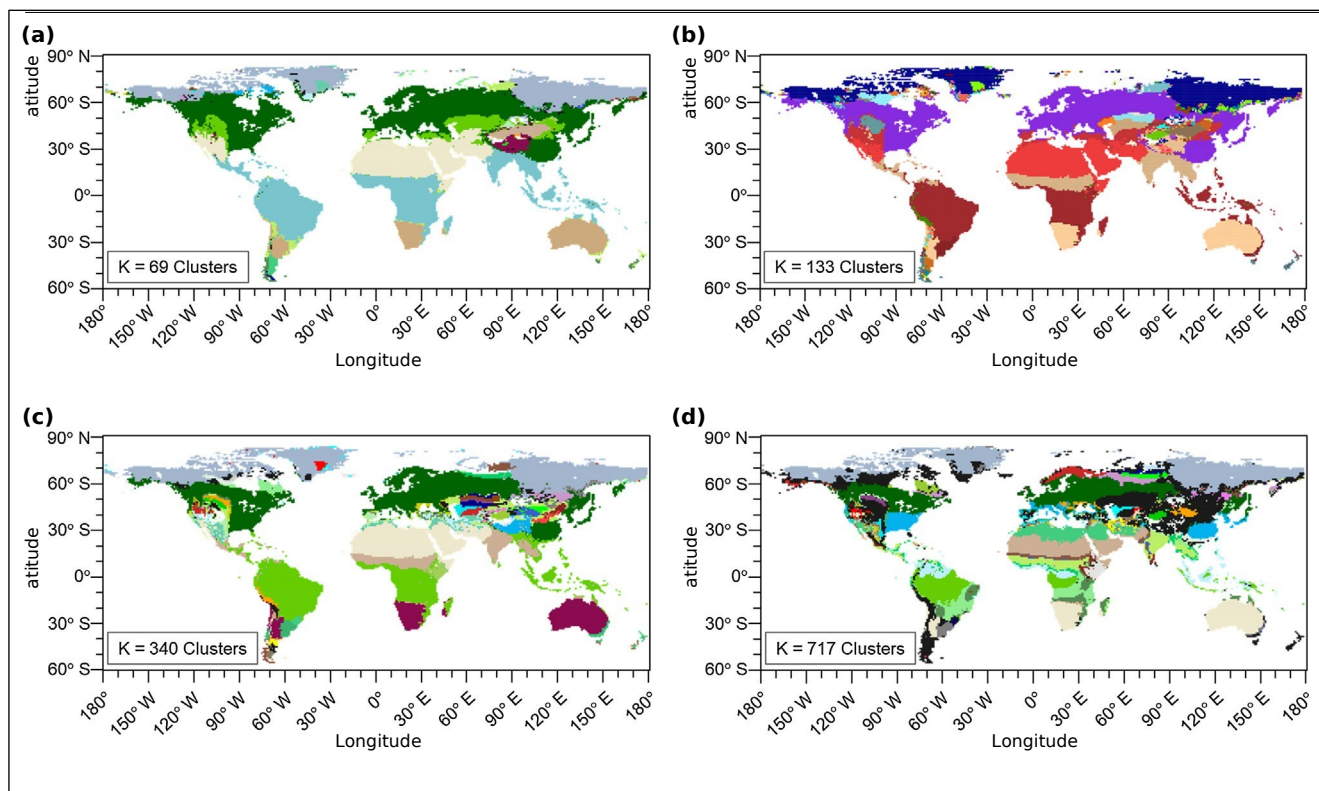 (a)
90° N
60° N
30° N
0°
30° S
60° S
atitude
K = 69 Clusters
180°
150° W
120° W
90° W
60° W
30° W
0°
30° E
60° E
90° E
120° E
150° E
180°
Longitude
(b)
90° N
60° N
30° N
0°
30° S
60° S
atitude
K = 133 Clusters
180°
150° W
120° W
90° W
60° W
30° W
0°
30° E
60° E
90° E
120° E
150° E
180°
Longitude
(c)
90° N
60° N
30° N
0°
30° S
60° S
atitude
K = 340 Clusters
180°
150° W
120° W
90° W
60° W
30° W
0°
30° E
60° E
90° E
120° E
150° E
180°
Longitude
(d)
90° N
60° N
30° N
0°
30° S
60° S
atitude
K = 717 Clusters
180°
150° W
120° W
90° W
60° W
30° W
0°
30° E
60° E
90° E
120° E
150° E
180°
Longitude